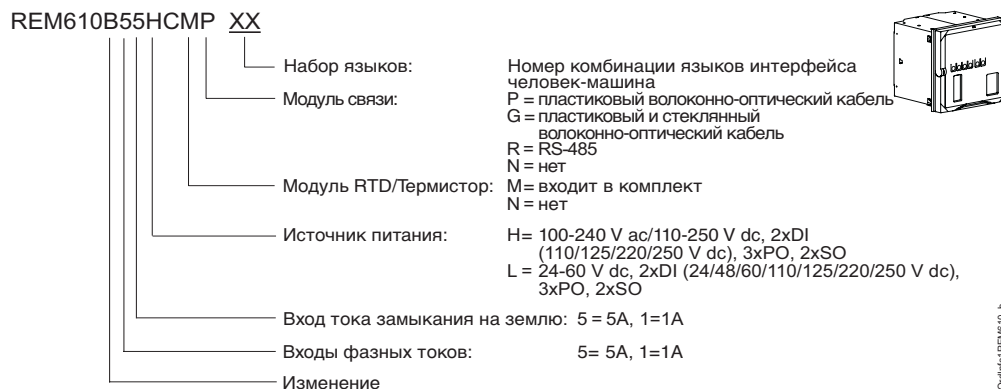 REM610B55HCMP XX
Набор языков: Номер комбинации языков интерфейса
человек-машина
Модуль связи: P = пластиковый волоконно-оптический кабель
G = пластиковый и стеклянный
волоконно-оптический кабель
R = RS-485
N = нет
Модуль RTD/Термистор: M= входит в комплект
N = нет
Источник питания: H= 100-240 V ac/110-250 V dc, 2xDI
(110/125/220/250 V dc), 3xPO, 2xSO
L = 24-60 V dc, 2xDI (24/48/60/110/125/220/250 V dc),
3xPO, 2xSO
Вход тока замыкания на землю: 5 = 5A, 1=1A
Входы фазных токов: 5= 5A, 1=1A
Изменение